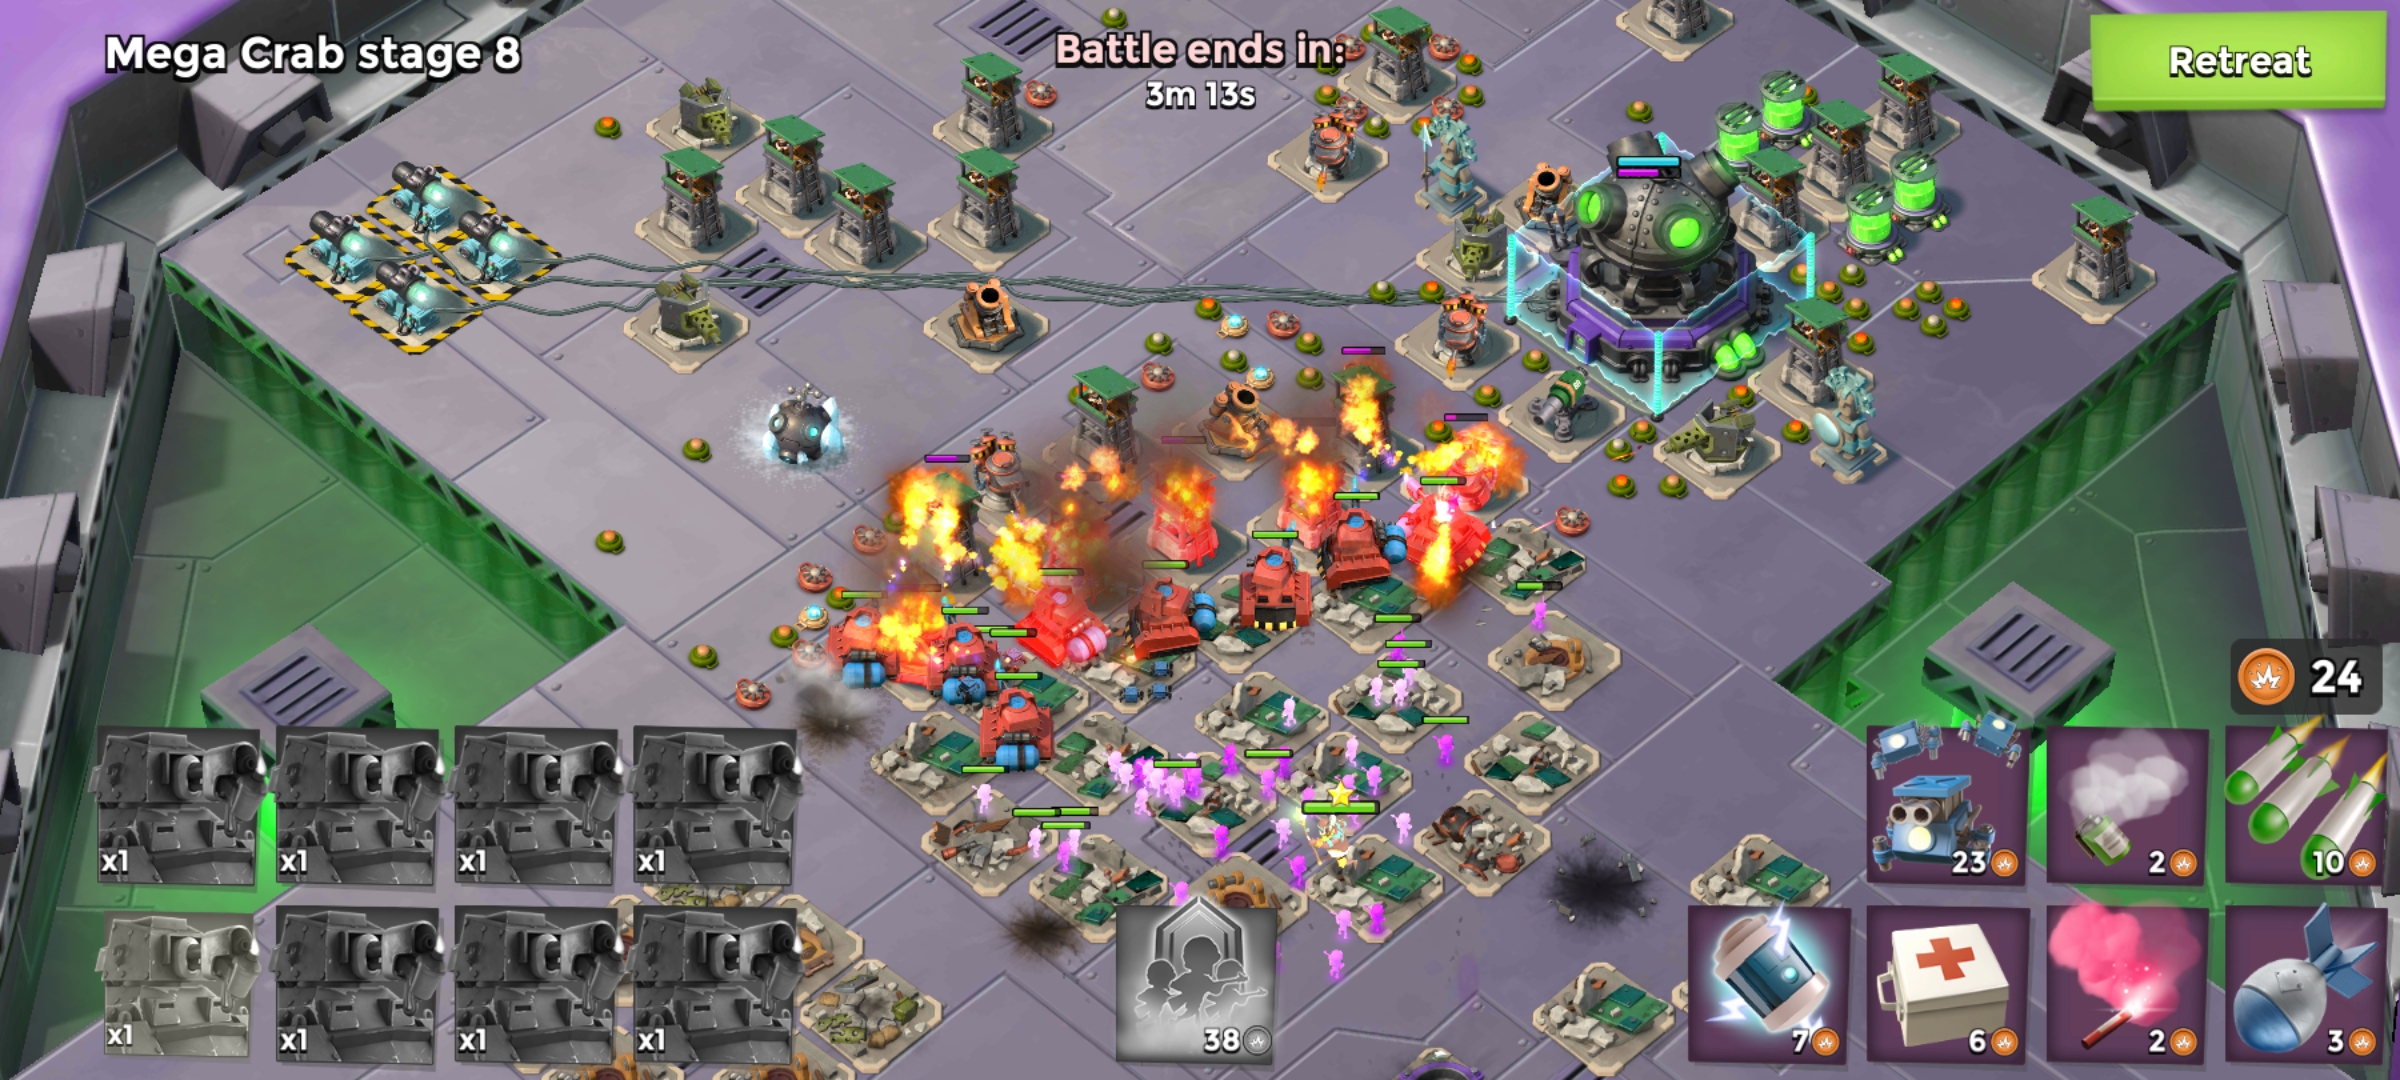 Mega Crab stage 8
Battle ends in:
3m 13s
Retreat
24
x1
x1
x1
x1
23
2
10
x1
x1
x1
x1
38
7
6
2
3